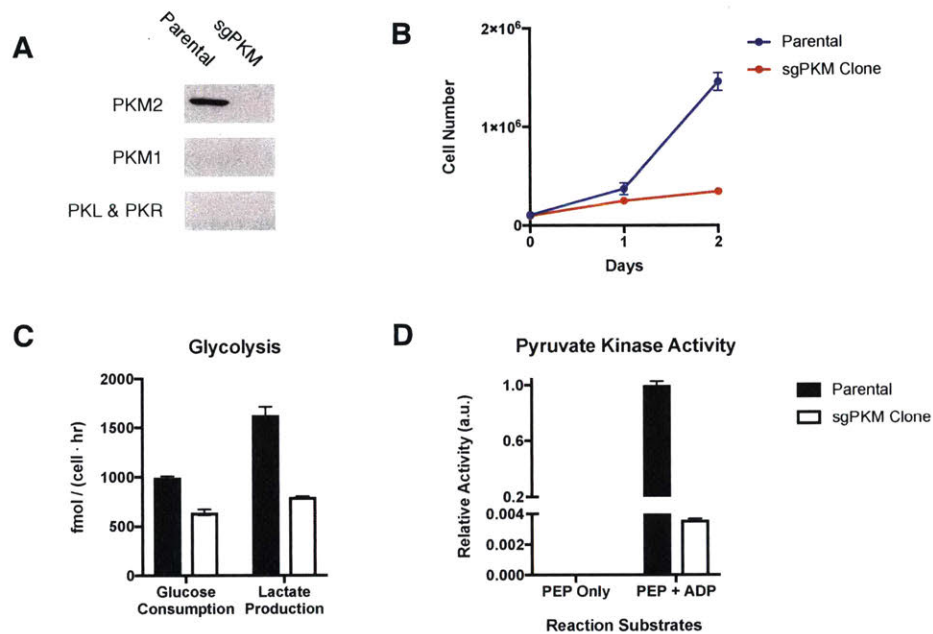 A
Parental
sgPKM
PKM2
PKM1
PKL & PKR
B
2×10⁶
1×10⁶
0
Cell Number
0
1
2
Days
Parental
sgPKM Clone
C
Glycolysis
2000
1500
1000
500
0
fmol / (cell · hr)
Glucose
Consumption
Lactate
Production
D
Pyruvate Kinase Activity
1.0
0.6
0.2
0.004
0.002
0.000
Relative Activity (a.u.)
PEP Only
PEP + ADP
Reaction Substrates
Parental
sgPKM Clone